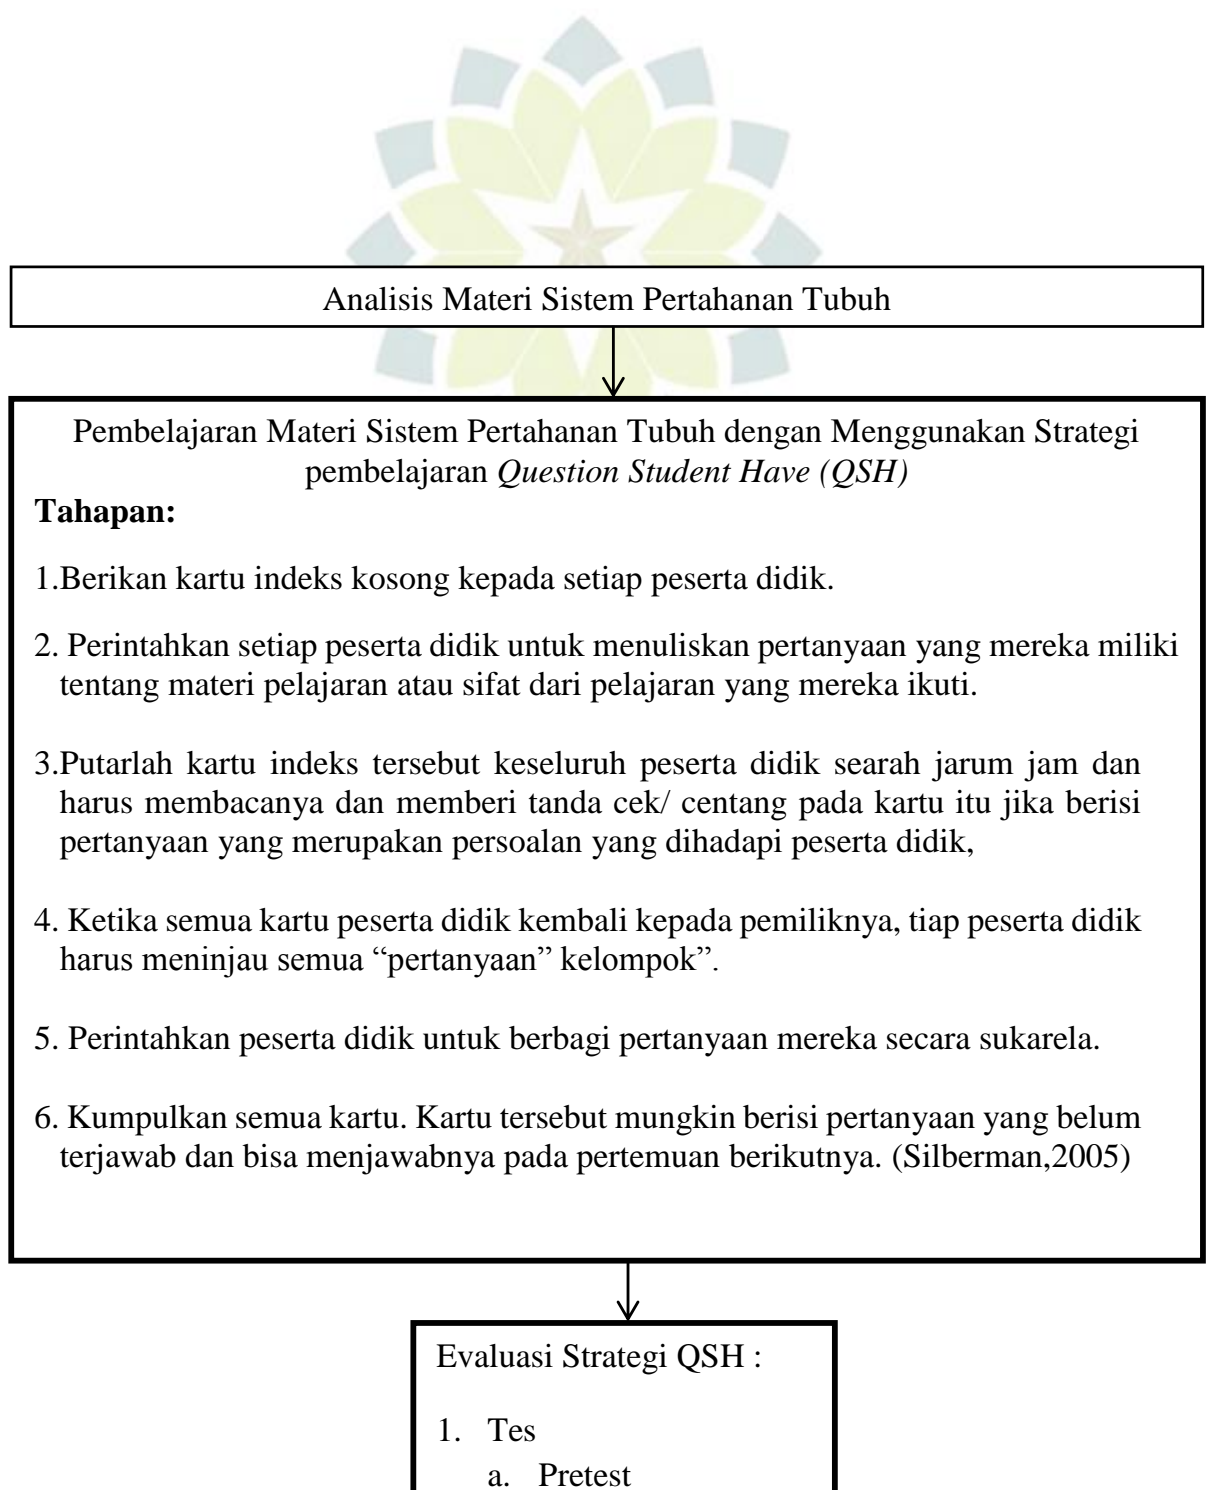 Analisis Materi Sistem Pertahanan Tubuh
Pembelajaran Materi Sistem Pertahanan Tubuh dengan Menggunakan Strategi
pembelajaran Question Student Have (QSH)
Tahapan:
1.Berikan kartu indeks kosong kepada setiap peserta didik.
2. Perintahkan setiap peserta didik untuk menuliskan pertanyaan yang mereka miliki
tentang materi pelajaran atau sifat dari pelajaran yang mereka ikuti.
3.Putarlah kartu indeks tersebut keseluruh peserta didik searah jarum jam dan
harus membacanya dan memberi tanda cek/ centang pada kartu itu jika berisi
pertanyaan yang merupakan persoalan yang dihadapi peserta didik,
4. Ketika semua kartu peserta didik kembali kepada pemiliknya, tiap peserta didik
harus meninjau semua “pertanyaan” kelompok”.
5. Perintahkan peserta didik untuk berbagi pertanyaan mereka secara sukarela.
6. Kumpulkan semua kartu. Kartu tersebut mungkin berisi pertanyaan yang belum
terjawab dan bisa menjawabnya pada pertemuan berikutnya. (Silberman,2005)
Evaluasi Strategi QSH :
1. Tes
a. Pretest